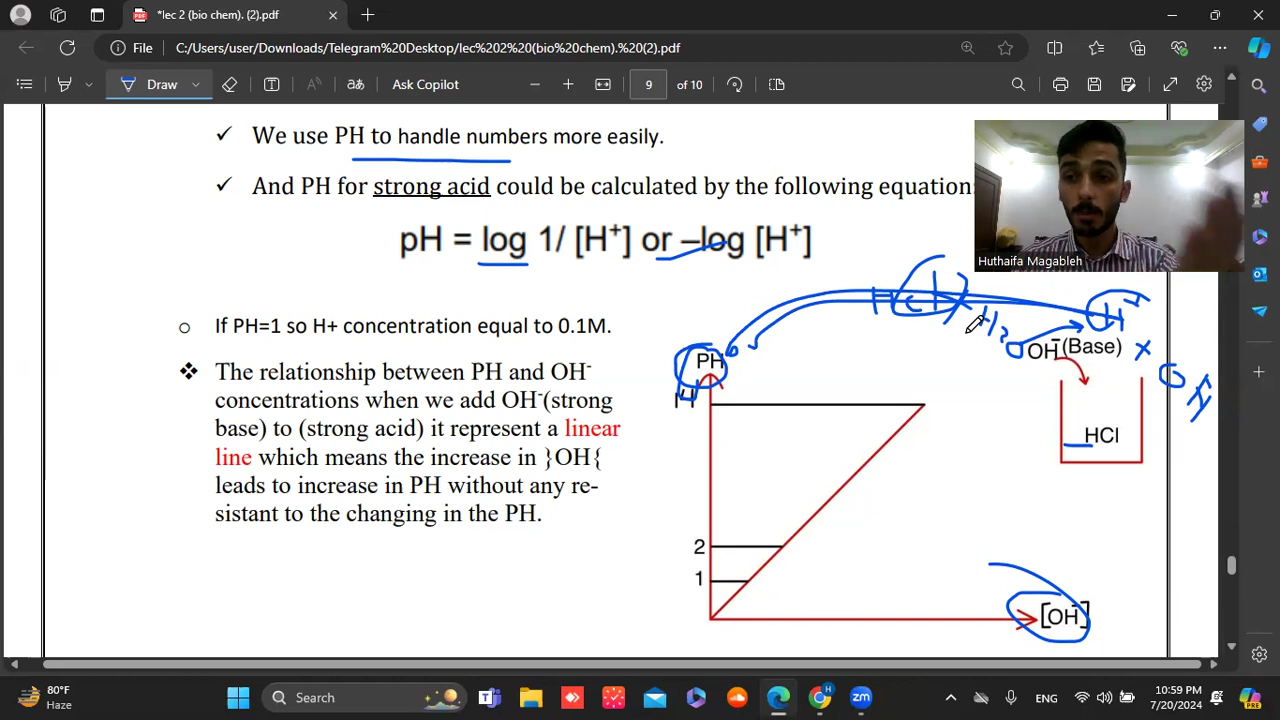 *lec 2 (bio chem). (2).pdf
File C:/Users/user/Downloads/Telegram%20Desktop/lec%202%20(bio%20chem).%20(2).pdf
Draw aあ Ask Copilot 9 of 10
✓ We use PH to handle numbers more easily.
✓ And PH for strong acid could be calculated by the following equation:
pH = log 1/ [H⁺] or –log [H⁺]
o If PH=1 so H+ concentration equal to 0.1M.
❖ The relationship between PH and OH⁻
concentrations when we add OH⁻(strong
base) to (strong acid) it represent a linear
line which means the increase in }OH{
leads to increase in PH without any re-
sistant to the changing in the PH.
Huthaifa Magableh
H⁺
OH⁻(Base)
HCl
PH
14
2
1
[OH⁻]
80°F
Haze
Search
ENG
10:59 PM
7/20/2024